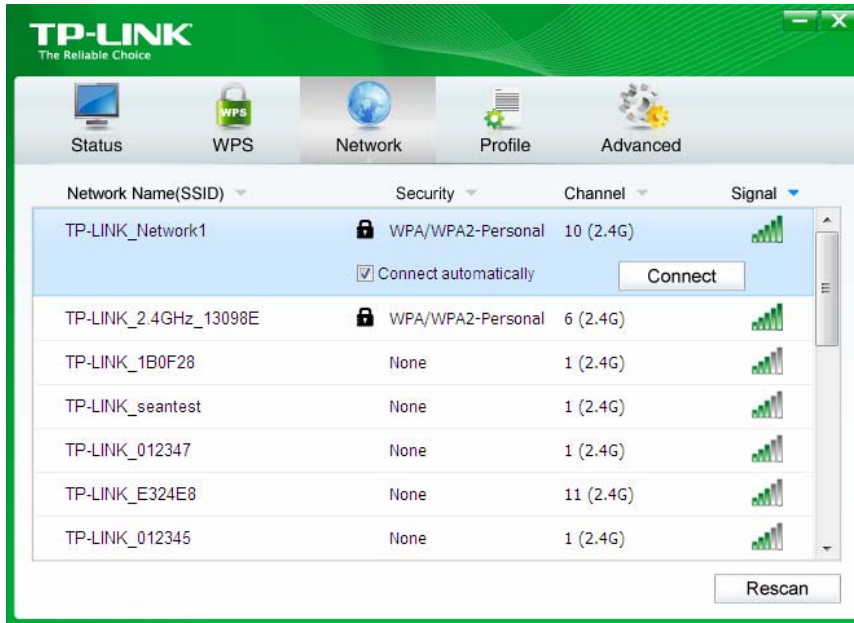 TP-LINK
The Reliable Choice
Status WPS WPS Network Profile Advanced
Network Name(SSID) Security Channel Signal
TP-LINK_Network1 WPA/WPA2-Personal 10 (2.4G)
Connect automatically Connect
TP-LINK_2.4GHz_13098E WPA/WPA2-Personal 6 (2.4G)
TP-LINK_1B0F28 None 1 (2.4G)
TP-LINK_seantest None 1 (2.4G)
TP-LINK_012347 None 1 (2.4G)
TP-LINK_E324E8 None 11 (2.4G)
TP-LINK_012345 None 1 (2.4G)
Rescan